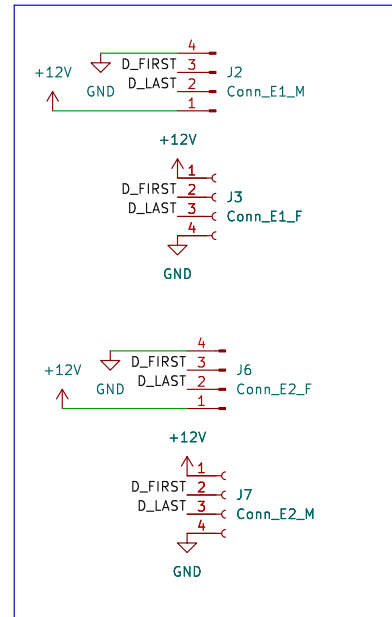 4
+12V
D_FIRST 3 J2
GND D_LAST 2 Conn_E1_M
1
+12V
1
D_FIRST 2 J3
D_LAST 3 Conn_E1_F
4
GND
4
+12V D_FIRST 3 J6
GND D_LAST 2 Conn_E2_F
1
+12V
1
D_FIRST 2 J7
D_LAST 3 Conn_E2_M
4
GND